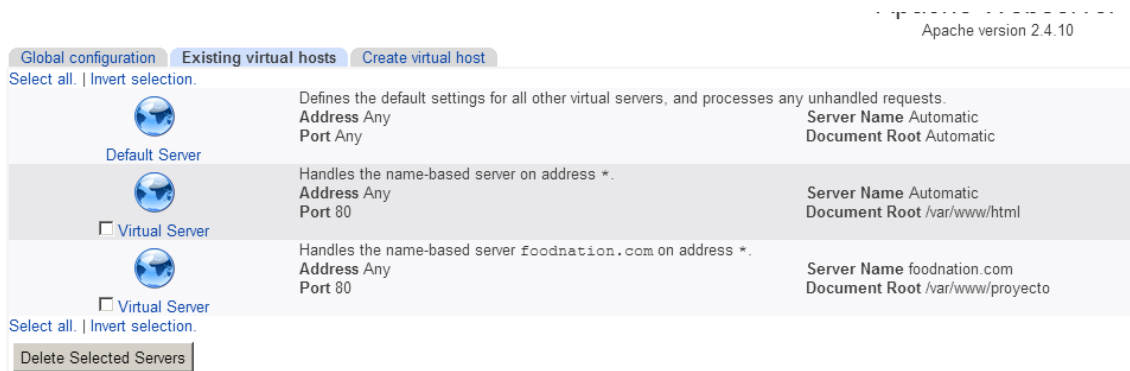 Apache version 2.4.10
Global configuration Existing virtual hosts Create virtual host
Select all. | Invert selection.
Defines the default settings for all other virtual servers, and processes any unhandled requests.
Address Any Server Name Automatic
Port Any Document Root Automatic
Default Server
Handles the name-based server on address *.
Address Any Server Name Automatic
Port 80 Document Root /var/www/html
Virtual Server
Handles the name-based server foodnation.com on address *.
Address Any Server Name foodnation.com
Port 80 Document Root /var/www/proyecto
Virtual Server
Select all. | Invert selection.
Delete Selected Servers